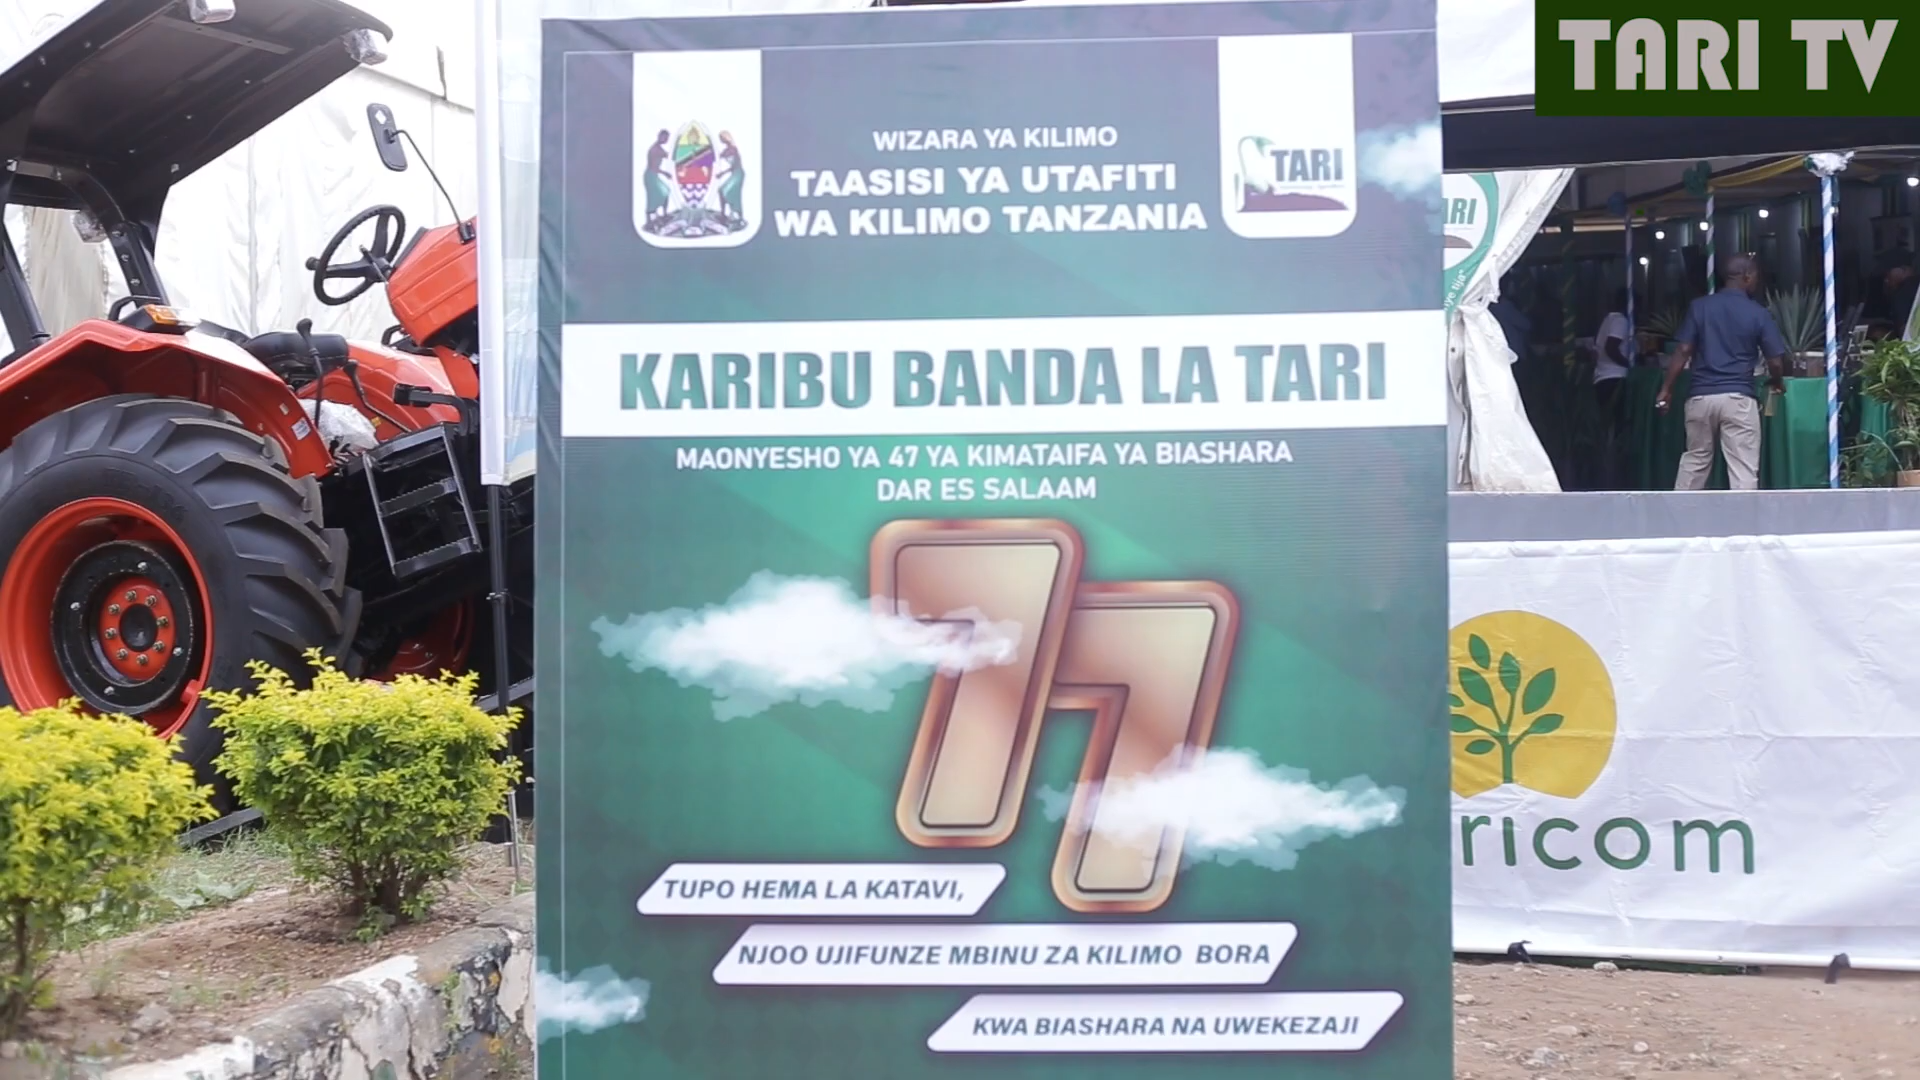 TARI TV
WIZARA YA KILIMO
TAASISI YA UTAFITI
WA KILIMO TANZANIA
TARI
KARIBU BANDA LA TARI
MAONYESHO YA 47 YA KIMATAIFA YA BIASHARA
DAR ES SALAAM
77
TUPO HEMA LA KATAVI,
NJOO UJIFUNZE MBINU ZA KILIMO BORA
KWA BIASHARA NA UWEKEZAJI
ricom